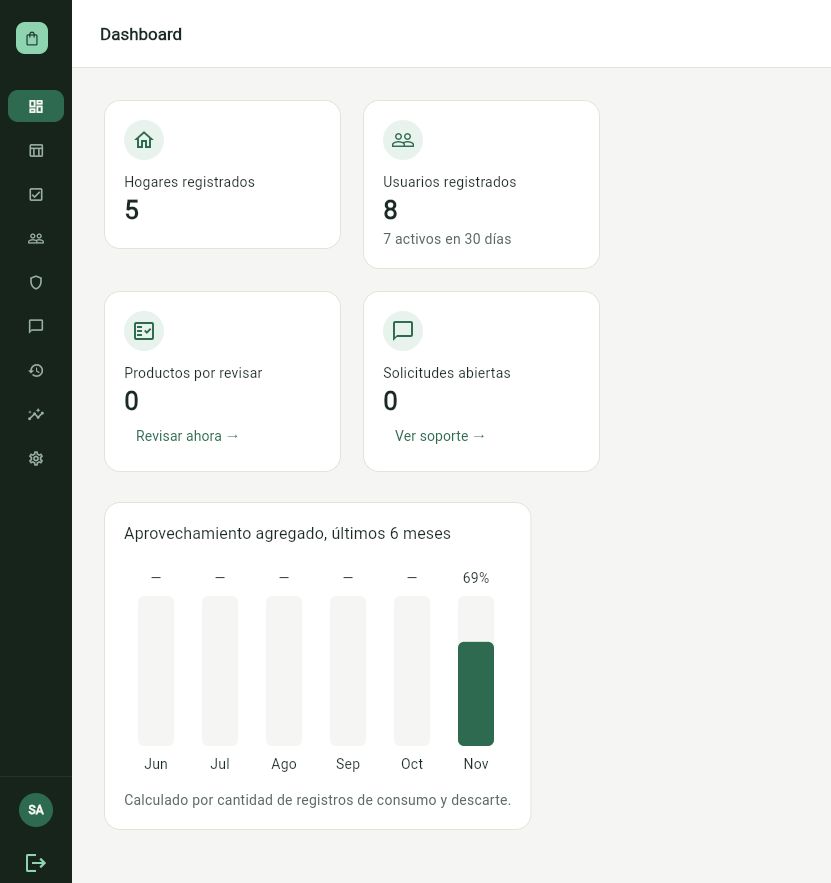 Dashboard
Hogares registrados
5
Usuarios registrados
8
7 activos en 30 días
Productos por revisar
0
Revisar ahora →
Solicitudes abiertas
0
Ver soporte →
Aprovechamiento agregado, últimos 6 meses
— — — — — 69%
Jun Jul Ago Sep Oct Nov
Calculado por cantidad de registros de consumo y descarte.
SA